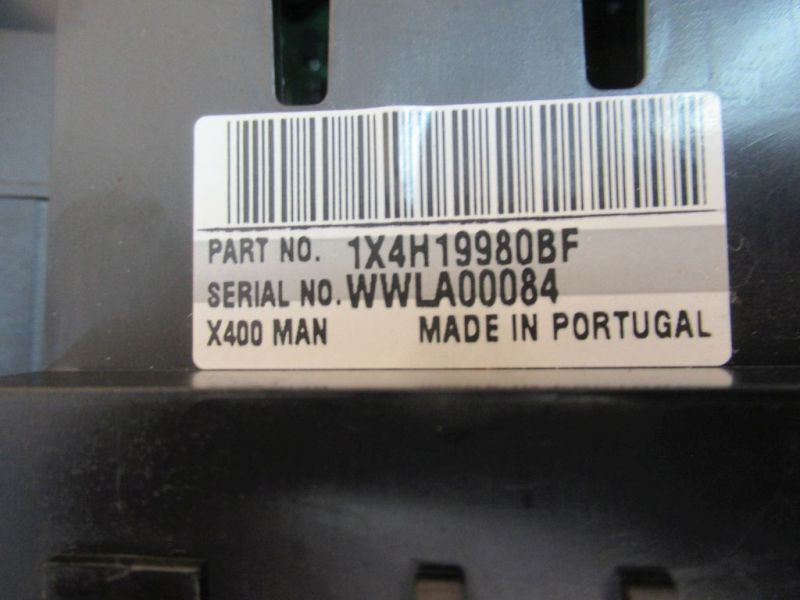 PART NO. 1X4H19980BF
SERIAL NO. WWLA00084
X400 MAN MADE IN PORTUGAL